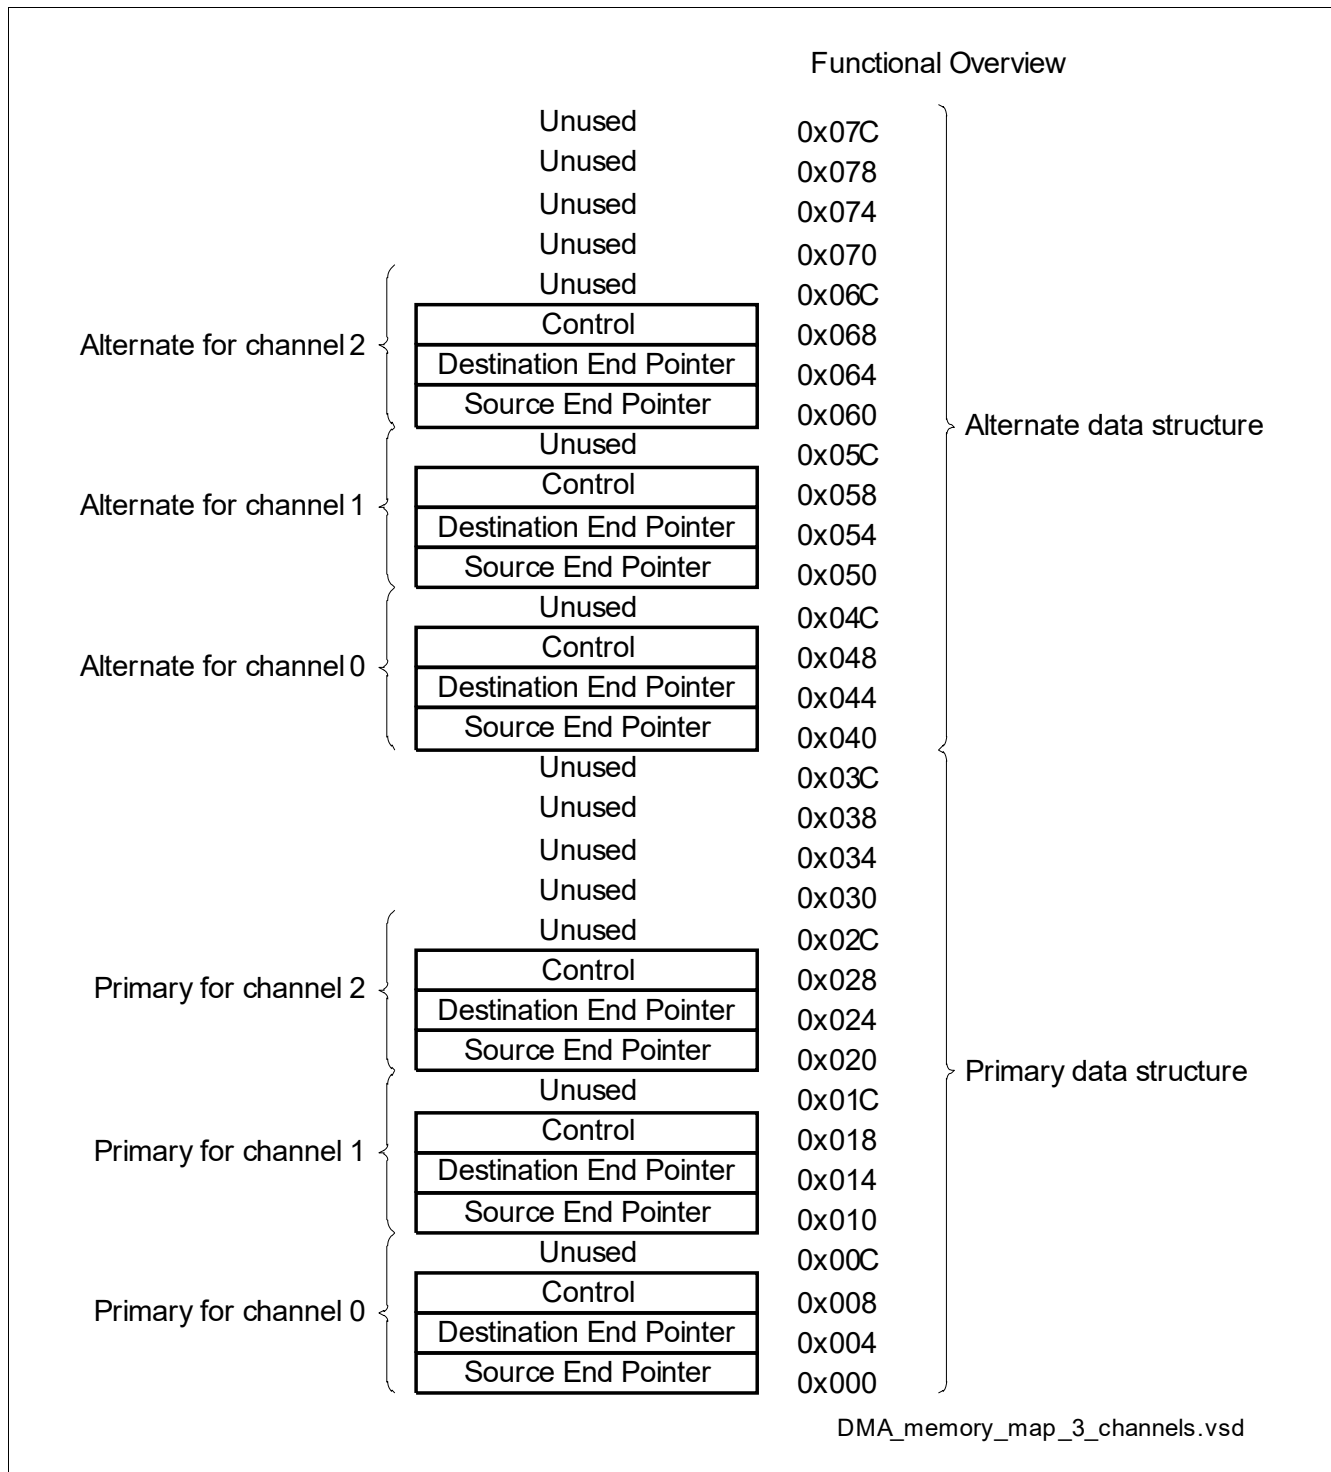 Functional Overview
Unused 0x07C
Unused 0x078
Unused 0x074
Unused 0x070
Unused 0x06C
Control 0x068
Alternate for channel 2
Destination End Pointer 0x064
Source End Pointer 0x060
Alternate data structure
Unused 0x05C
Control 0x058
Alternate for channel 1
Destination End Pointer 0x054
Source End Pointer 0x050
Unused 0x04C
Control 0x048
Alternate for channel 0
Destination End Pointer 0x044
Source End Pointer 0x040
Unused 0x03C
Unused 0x038
Unused 0x034
Unused 0x030
Unused 0x02C
Control 0x028
Primary for channel 2
Destination End Pointer 0x024
Source End Pointer 0x020
Primary data structure
Unused 0x01C
Control 0x018
Primary for channel 1
Destination End Pointer 0x014
Source End Pointer 0x010
Unused 0x00C
Control 0x008
Primary for channel 0
Destination End Pointer 0x004
Source End Pointer 0x000
DMA_memory_map_3_channels.vsd